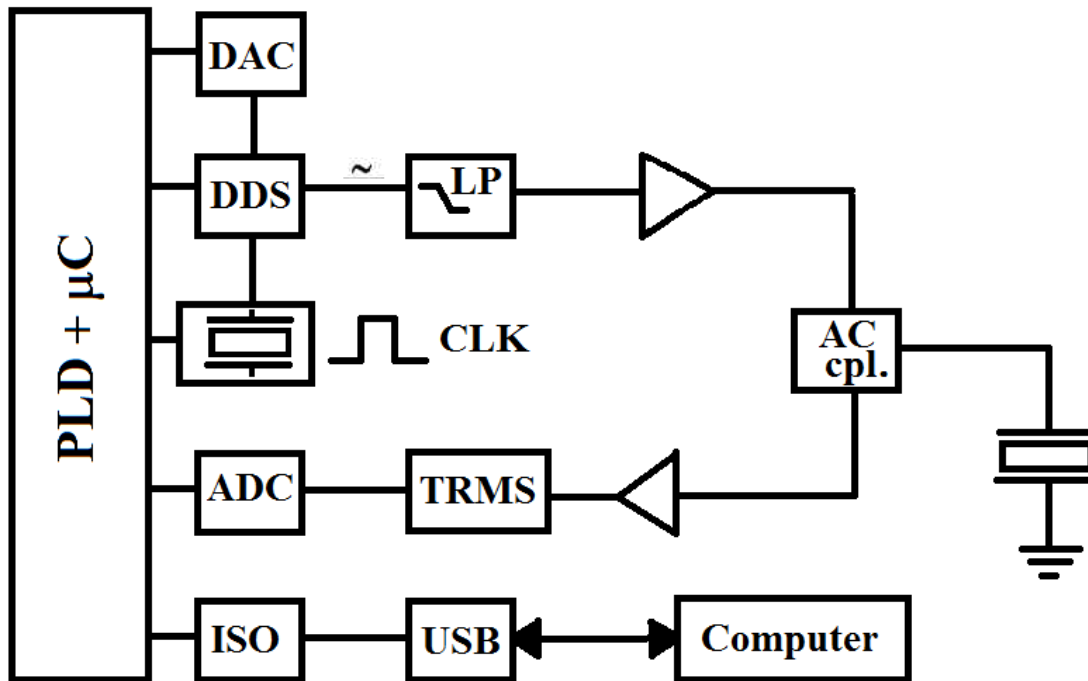 DAC
PLD + μC
DDS
~
LP
CLK
AC
cpl.
ADC
TRMS
ISO
USB
Computer